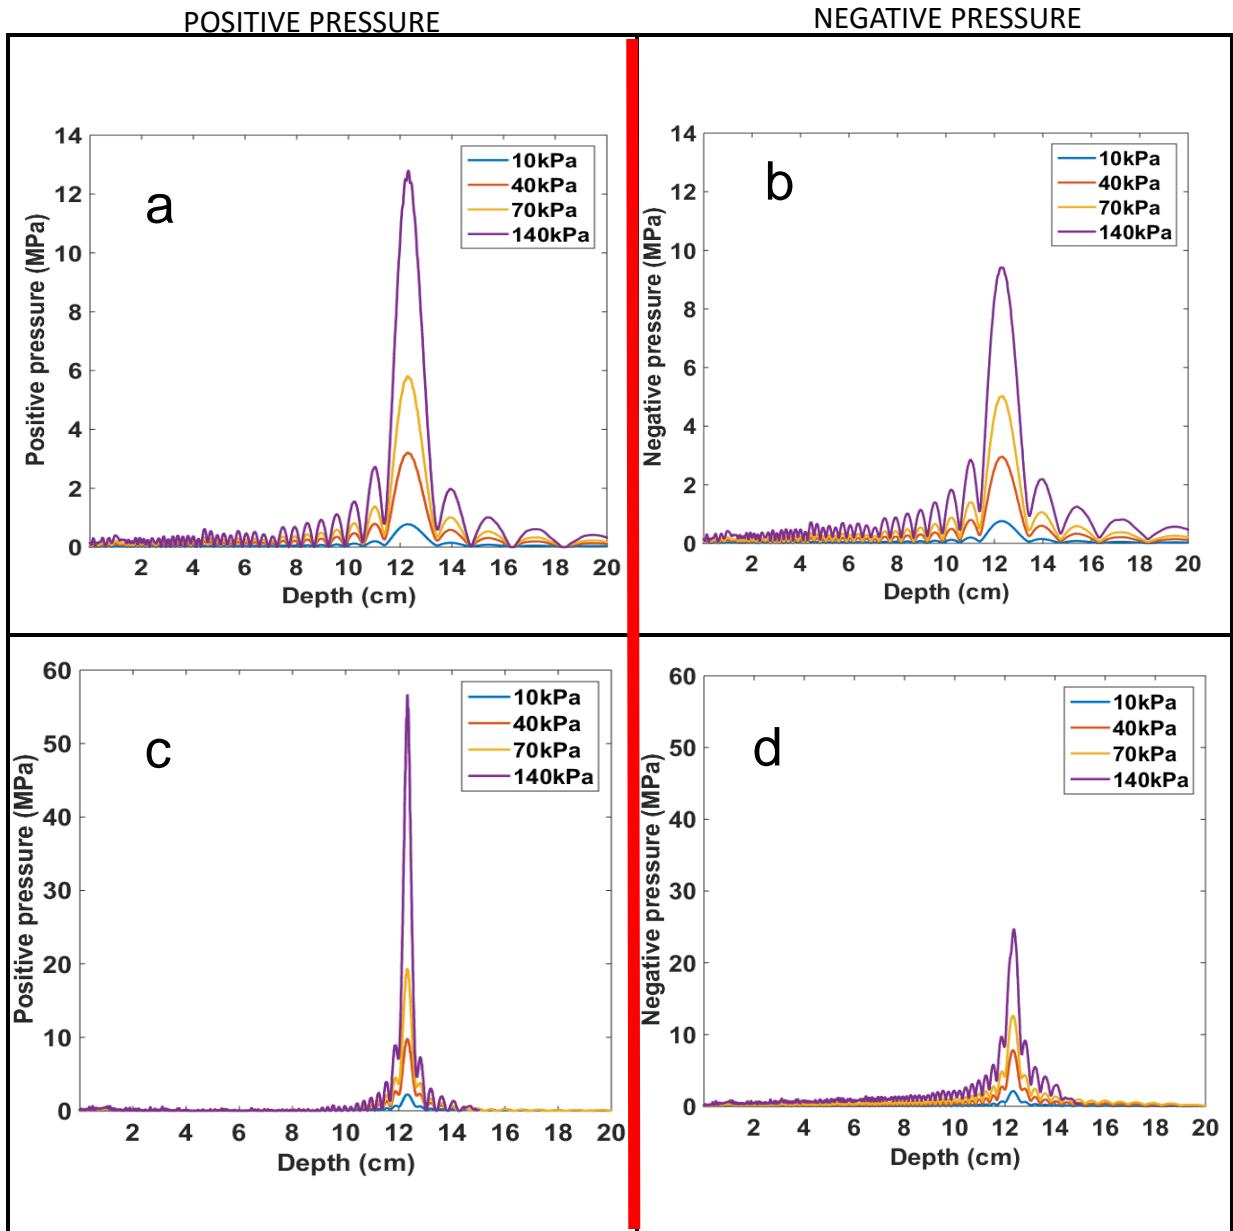 POSITIVE PRESSURE
NEGATIVE PRESSURE
a
Positive pressure (MPa)
14
12
10
8
6
4
2
0
2 4 6 8 10 12 14 16 18 20
Depth (cm)
10kPa
40kPa
70kPa
140kPa
b
Negative pressure (MPa)
14
12
10
8
6
4
2
0
2 4 6 8 10 12 14 16 18 20
Depth (cm)
10kPa
40kPa
70kPa
140kPa
c
Positive pressure (MPa)
60
50
40
30
20
10
0
2 4 6 8 10 12 14 16 18 20
Depth (cm)
10kPa
40kPa
70kPa
140kPa
d
Negative pressure (MPa)
60
50
40
30
20
10
0
2 4 6 8 10 12 14 16 18 20
Depth (cm)
10kPa
40kPa
70kPa
140kPa